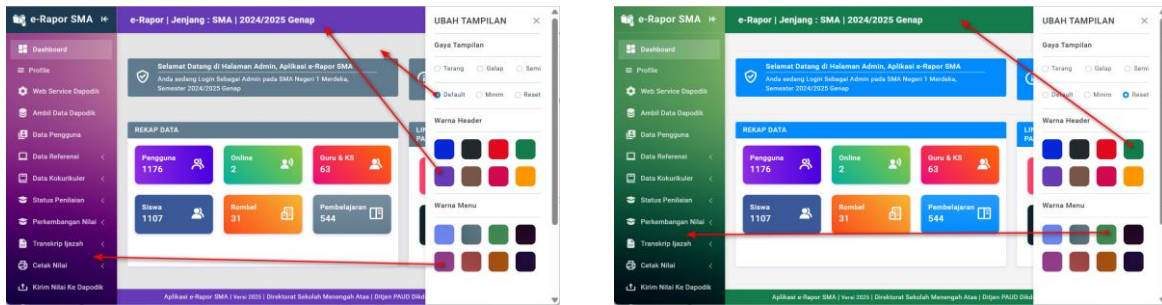 e-Rapor SMA
e-Rapor | Jenjang : SMA | 2024/2025 Genap
UBAH TAMPILAN
Dashboard
Profile
Web Service Dapodik
Ambil Data Dapodik
Data Pengguna
Data Referensi
Data Kokurikuler
Status Penilaian
Perkembangan Nilai
Transkrip Ijazah
Cetak Nilai
Kirim Nilai Ke Dapodik
Selamat Datang di Halaman Admin, Aplikasi e-Rapor SMA
Anda sedang Login Sebagai Admin pada SMA Negeri 1 Merdeka,
Semester 2024/2025 Genap
REKAP DATA
Pengguna
1176
Online
2
Guru & KS
63
Siswa
1107
Rombel
31
Pembelajaran
544
Gaya Tampilan
Terang Gelap Semi
Default Minim Reset
Warna Header
Warna Menu
Aplikasi e-Rapor SMA | Versi 2025 | Direktorat Sekolah Menengah Atas | Ditjen PAUD Dikd
e-Rapor SMA
e-Rapor | Jenjang : SMA | 2024/2025 Genap
UBAH TAMPILAN
Dashboard
Profile
Web Service Dapodik
Ambil Data Dapodik
Data Pengguna
Data Referensi
Data Kokurikuler
Status Penilaian
Perkembangan Nilai
Transkrip Ijazah
Cetak Nilai
Kirim Nilai Ke Dapodik
Selamat Datang di Halaman Admin, Aplikasi e-Rapor SMA
Anda sedang Login Sebagai Admin pada SMA Negeri 1 Merdeka,
Semester 2024/2025 Genap
REKAP DATA
Pengguna
1176
Online
2
Guru & KS
63
Siswa
1107
Rombel
31
Pembelajaran
544
Gaya Tampilan
Terang Gelap Semi
Default Minim Reset
Warna Header
Warna Menu
Aplikasi e-Rapor SMA | Versi 2025 | Direktorat Sekolah Menengah Atas | Ditjen PAUD Dikd